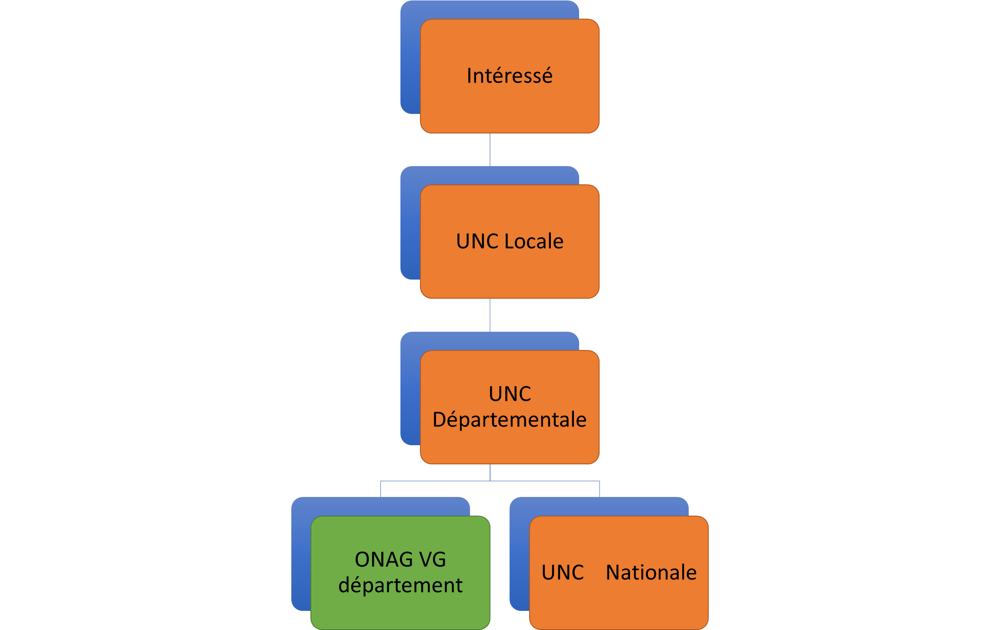 Intéressé
UNC Locale
UNC
Départementale
ONAG VG
département
UNC    Nationale